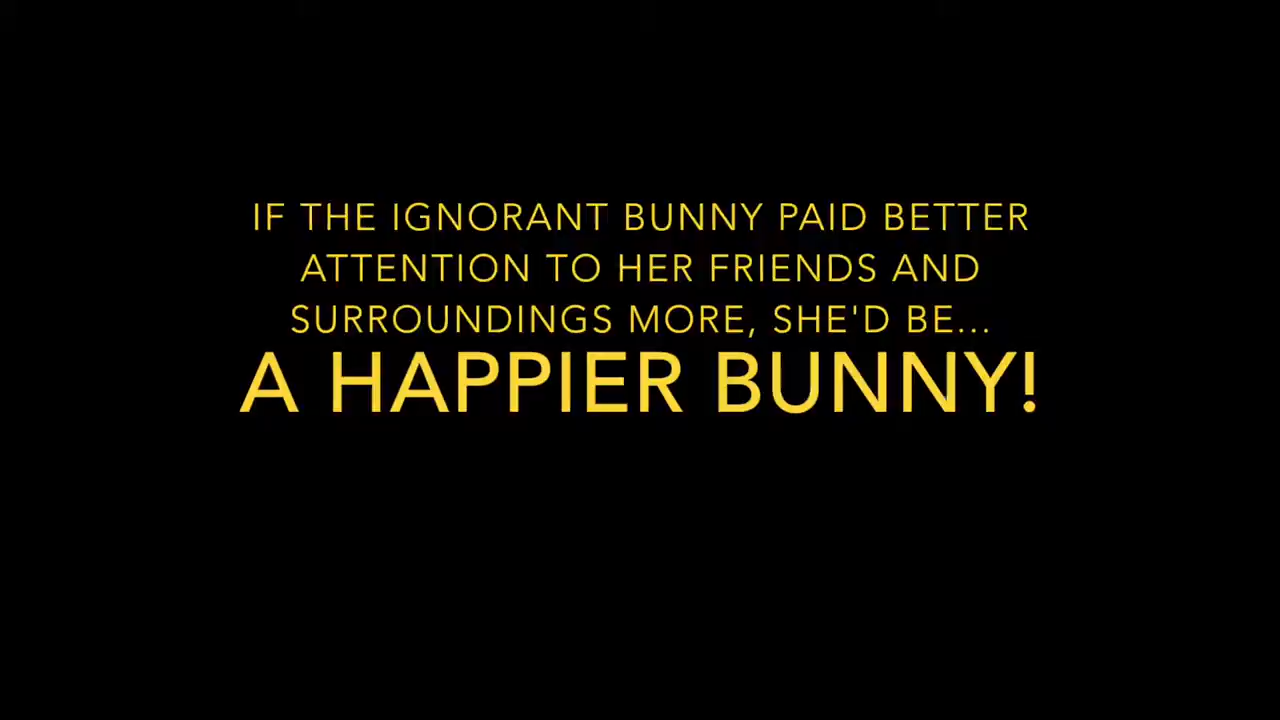 IF THE IGNORANT BUNNY PAID BETTER
ATTENTION TO HER FRIENDS AND
SURROUNDINGS MORE, SHE'D BE...
A HAPPIER BUNNY!